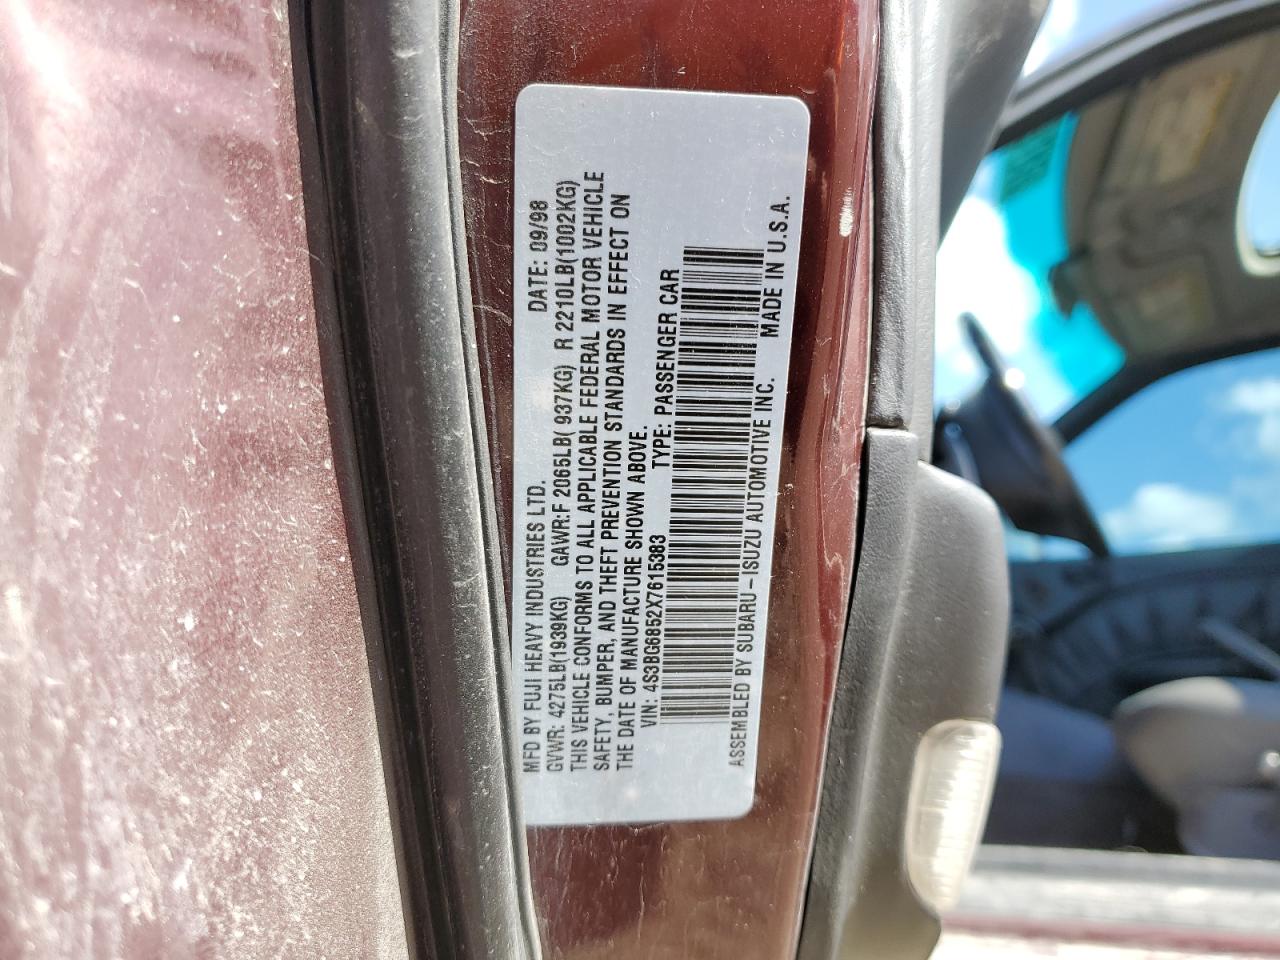 MFD BY FUJI HEAVY INDUSTRIES LTD. DATE: 09/98
GVWR: 4275LB(1939KG) GAWR:F 2065LB( 937KG) R 2210LB(1002KG)
THIS VEHICLE CONFORMS TO ALL APPLICABLE FEDERAL MOTOR VEHICLE
SAFETY, BUMPER, AND THEFT PREVENTION STANDARDS IN EFFECT ON
THE DATE OF MANUFACTURE SHOWN ABOVE.
VIN: 4S3BG6852X7615383 TYPE: PASSENGER CAR
ASSEMBLED BY SUBARU-ISUZU AUTOMOTIVE INC. MADE IN U.S.A.